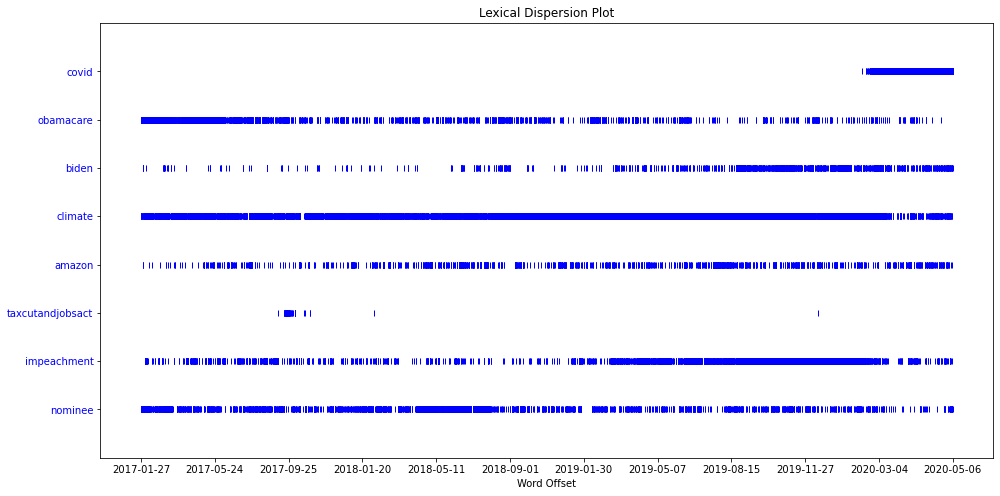 Lexical Dispersion Plot
covid
obamacare
biden
climate
amazon
taxcutandjobsact
impeachment
nominee
2017-01-27 2017-05-24 2017-09-25 2018-01-20 2018-05-11 2018-09-01 2019-01-30 2019-05-07 2019-08-15 2019-11-27 2020-03-04 2020-05-06
Word Offset